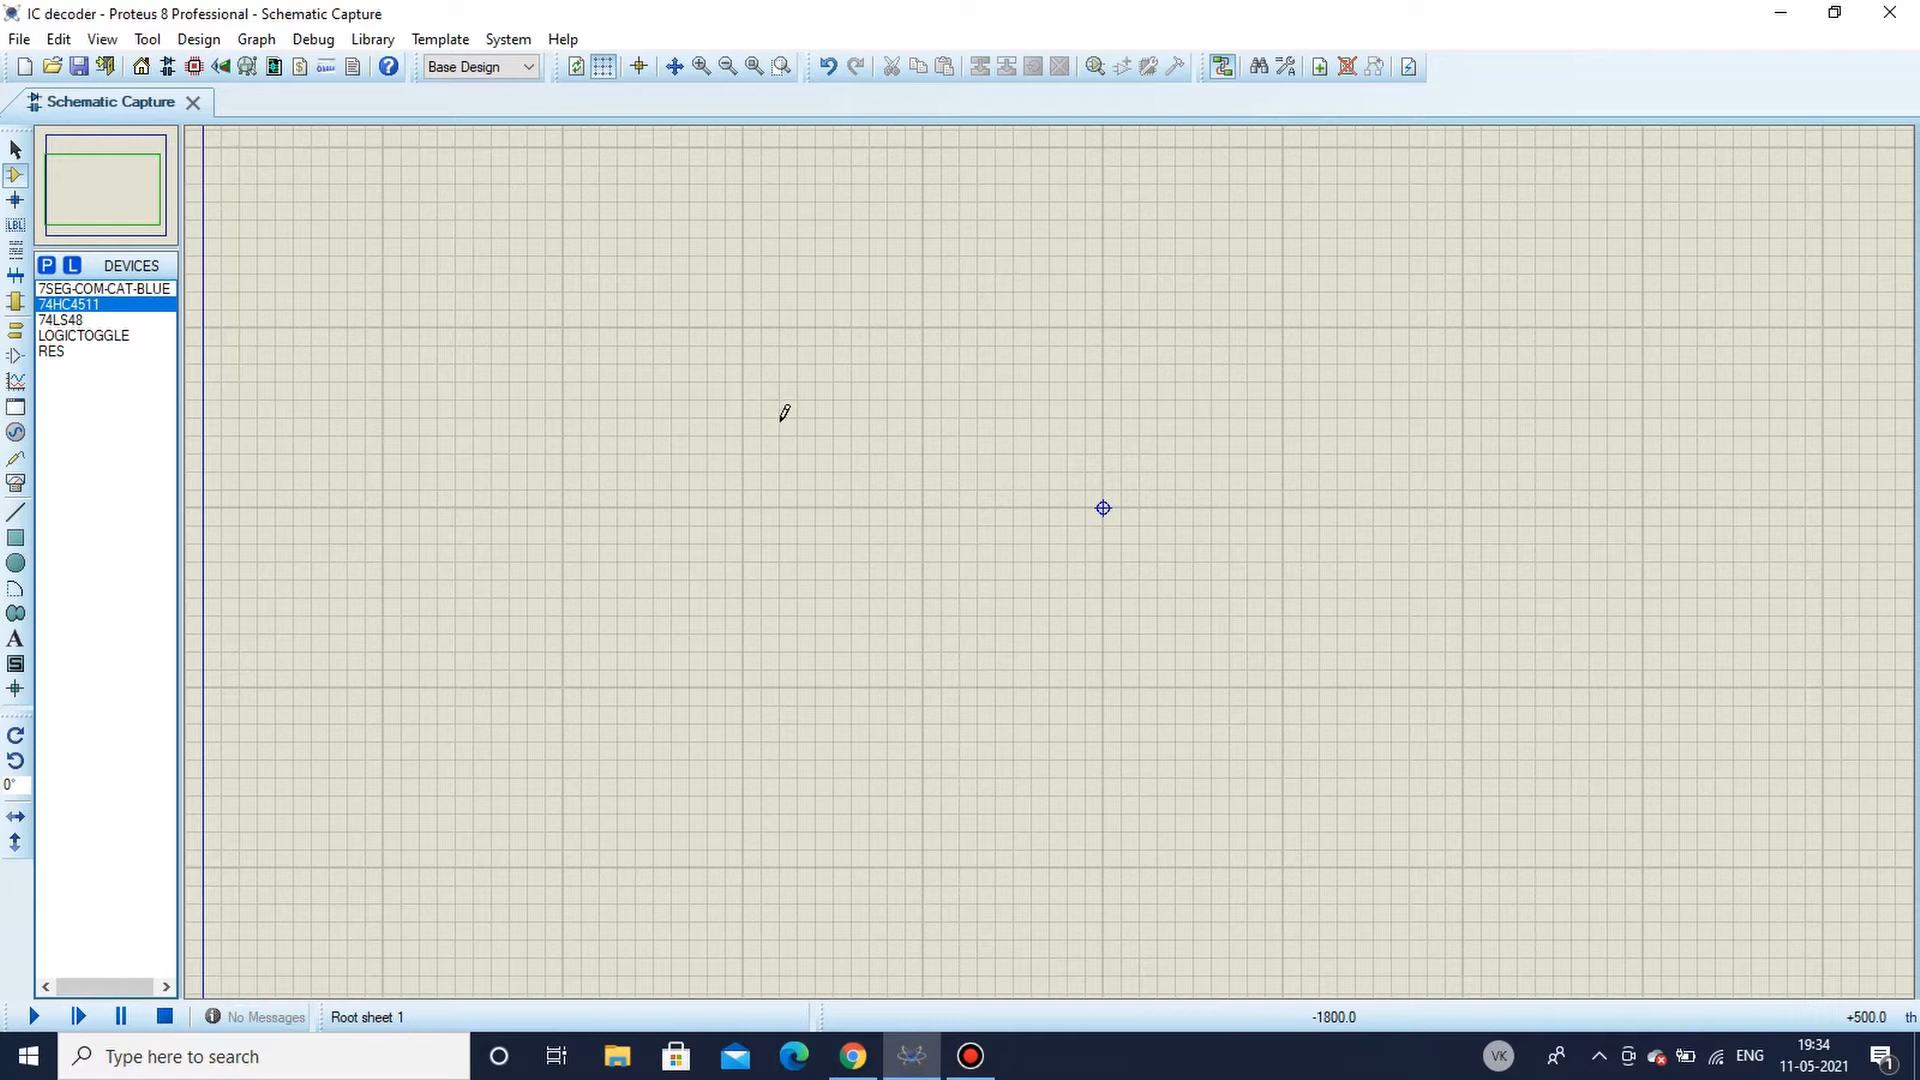 IC decoder - Proteus 8 Professional - Schematic Capture
File Edit View Tool Design Graph Debug Library Template System Help
Base Design
Schematic Capture
LBL
P L DEVICES
7SEG-COM-CAT-BLUE
74HC4511
74LS48
LOGICTOGGLE
RES
A
S
0°
No Messages Root sheet 1 -1800.0 +500.0 th
Type here to search
VK ENG
19:34
11-05-2021
1